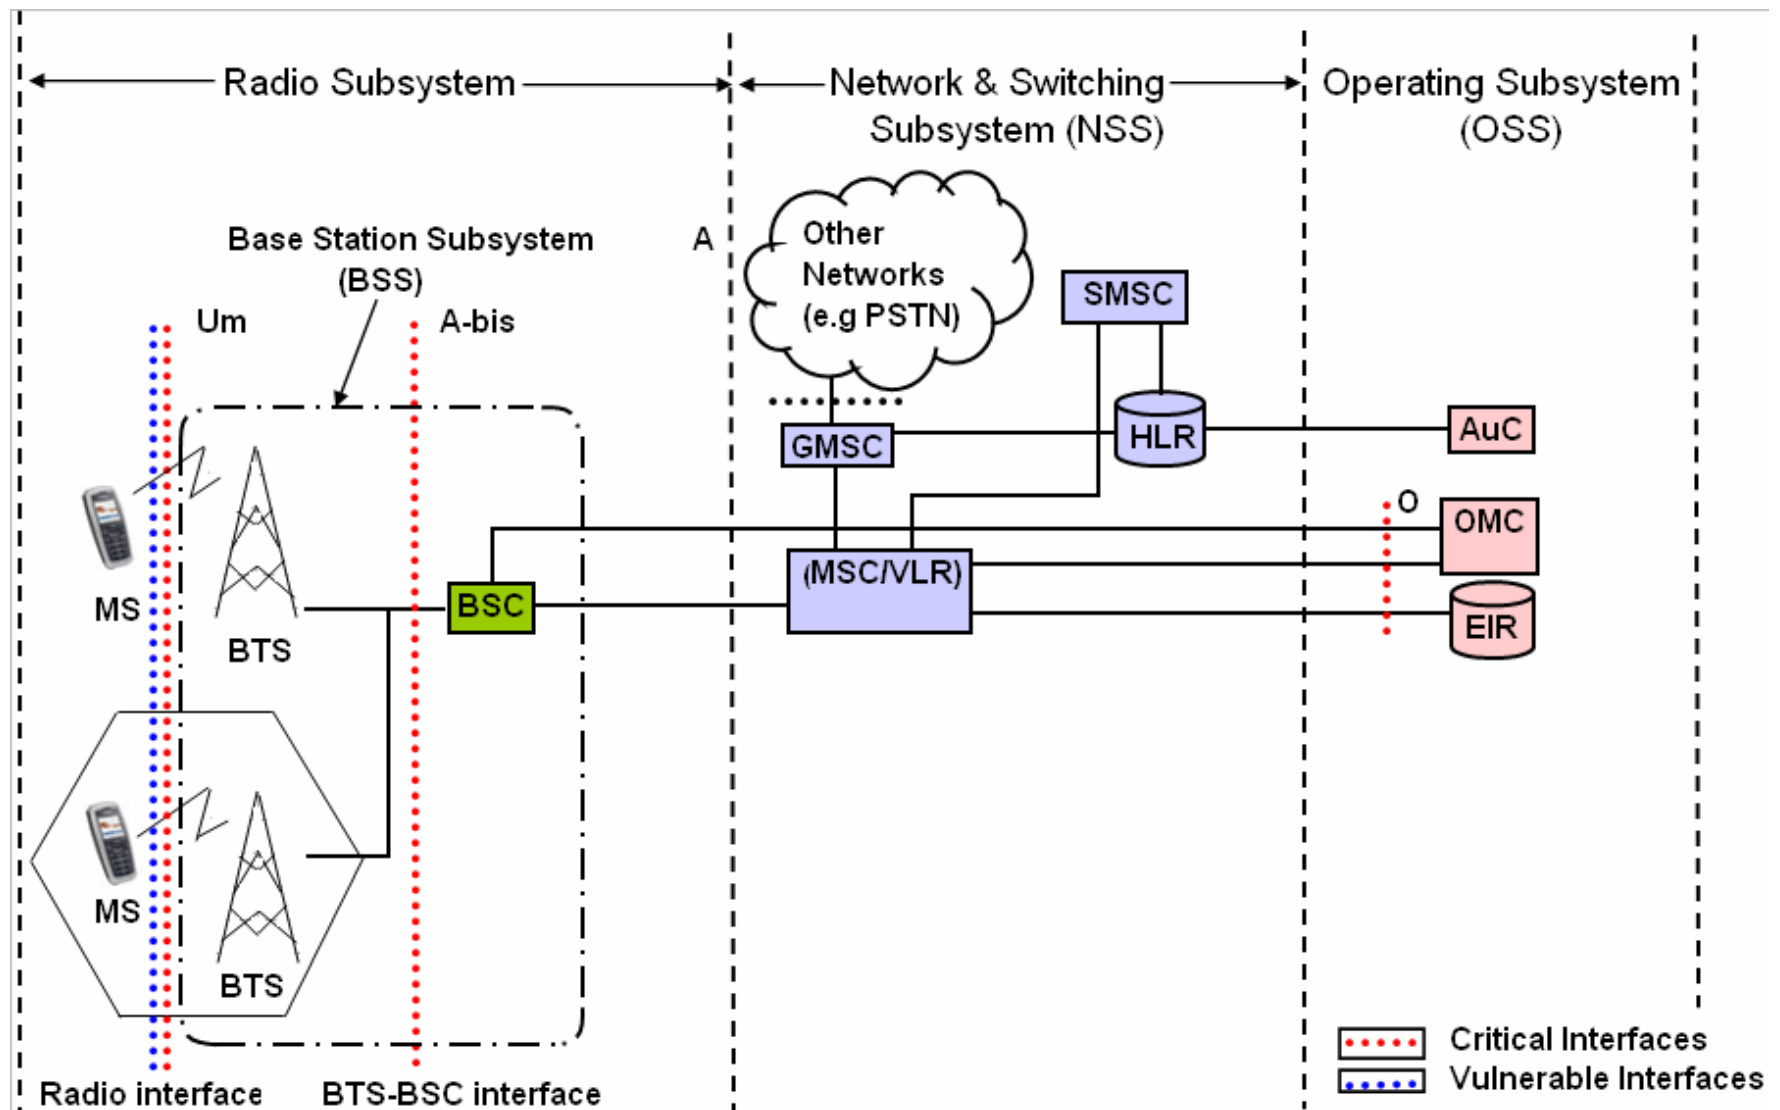 Radio Subsystem
Network & Switching
Subsystem (NSS)
Operating Subsystem
(OSS)
Base Station Subsystem
(BSS)
A
Other
Networks
(e.g PSTN)
SMSC
Um
A-bis
GMSC
HLR
AuC
O
OMC
MS
BTS
BSC
(MSC/VLR)
EIR
MS
BTS
Radio interface
BTS-BSC interface
Critical Interfaces
Vulnerable Interfaces